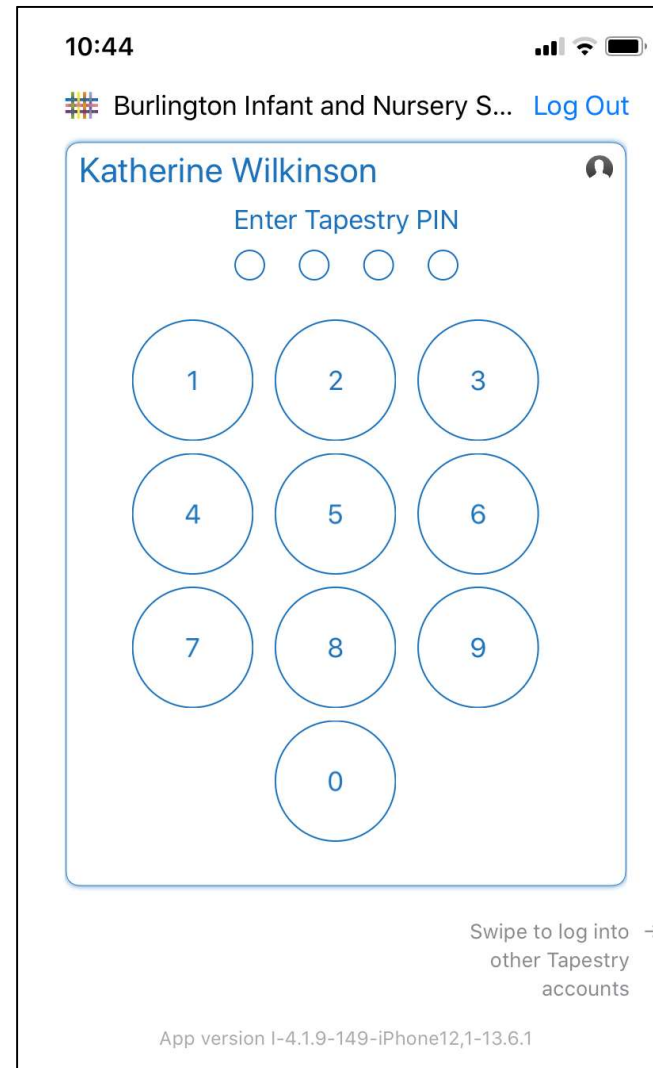 10:44
Burlington Infant and Nursery S... Log Out
Katherine Wilkinson
Enter Tapestry PIN
1 2 3
4 5 6
7 8 9
0
Swipe to log into
other Tapestry
accounts
App version I-4.1.9-149-iPhone12,1-13.6.1